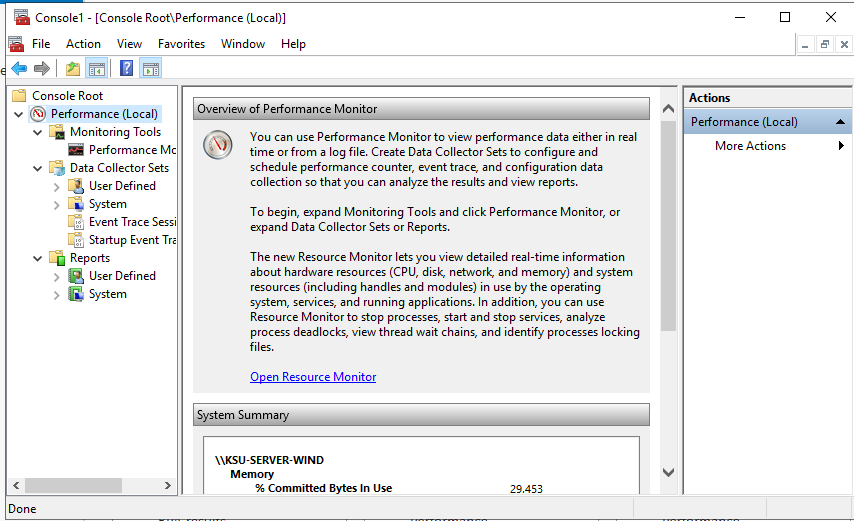 Console1 - [Console Root\Performance (Local)]
File Action View Favorites Window Help
Console Root
Performance (Local)
Monitoring Tools
Performance Mc
Data Collector Sets
User Defined
System
Event Trace Sessi
Startup Event Tra
Reports
User Defined
System
Overview of Performance Monitor
You can use Performance Monitor to view performance data either in real
time or from a log file. Create Data Collector Sets to configure and
schedule performance counter, event trace, and configuration data
collection so that you can analyze the results and view reports.
To begin, expand Monitoring Tools and click Performance Monitor, or
expand Data Collector Sets or Reports.
The new Resource Monitor lets you view detailed real-time information
about hardware resources (CPU, disk, network, and memory) and system
resources (including handles and modules) in use by the operating
system, services, and running applications. In addition, you can use
Resource Monitor to stop processes, start and stop services, analyze
process deadlocks, view thread wait chains, and identify processes locking
files.
Open Resource Monitor
System Summary
\\KSU-SERVER-WIND
Memory
% Committed Bytes In Use 29.453
Actions
Performance (Local)
More Actions
Done